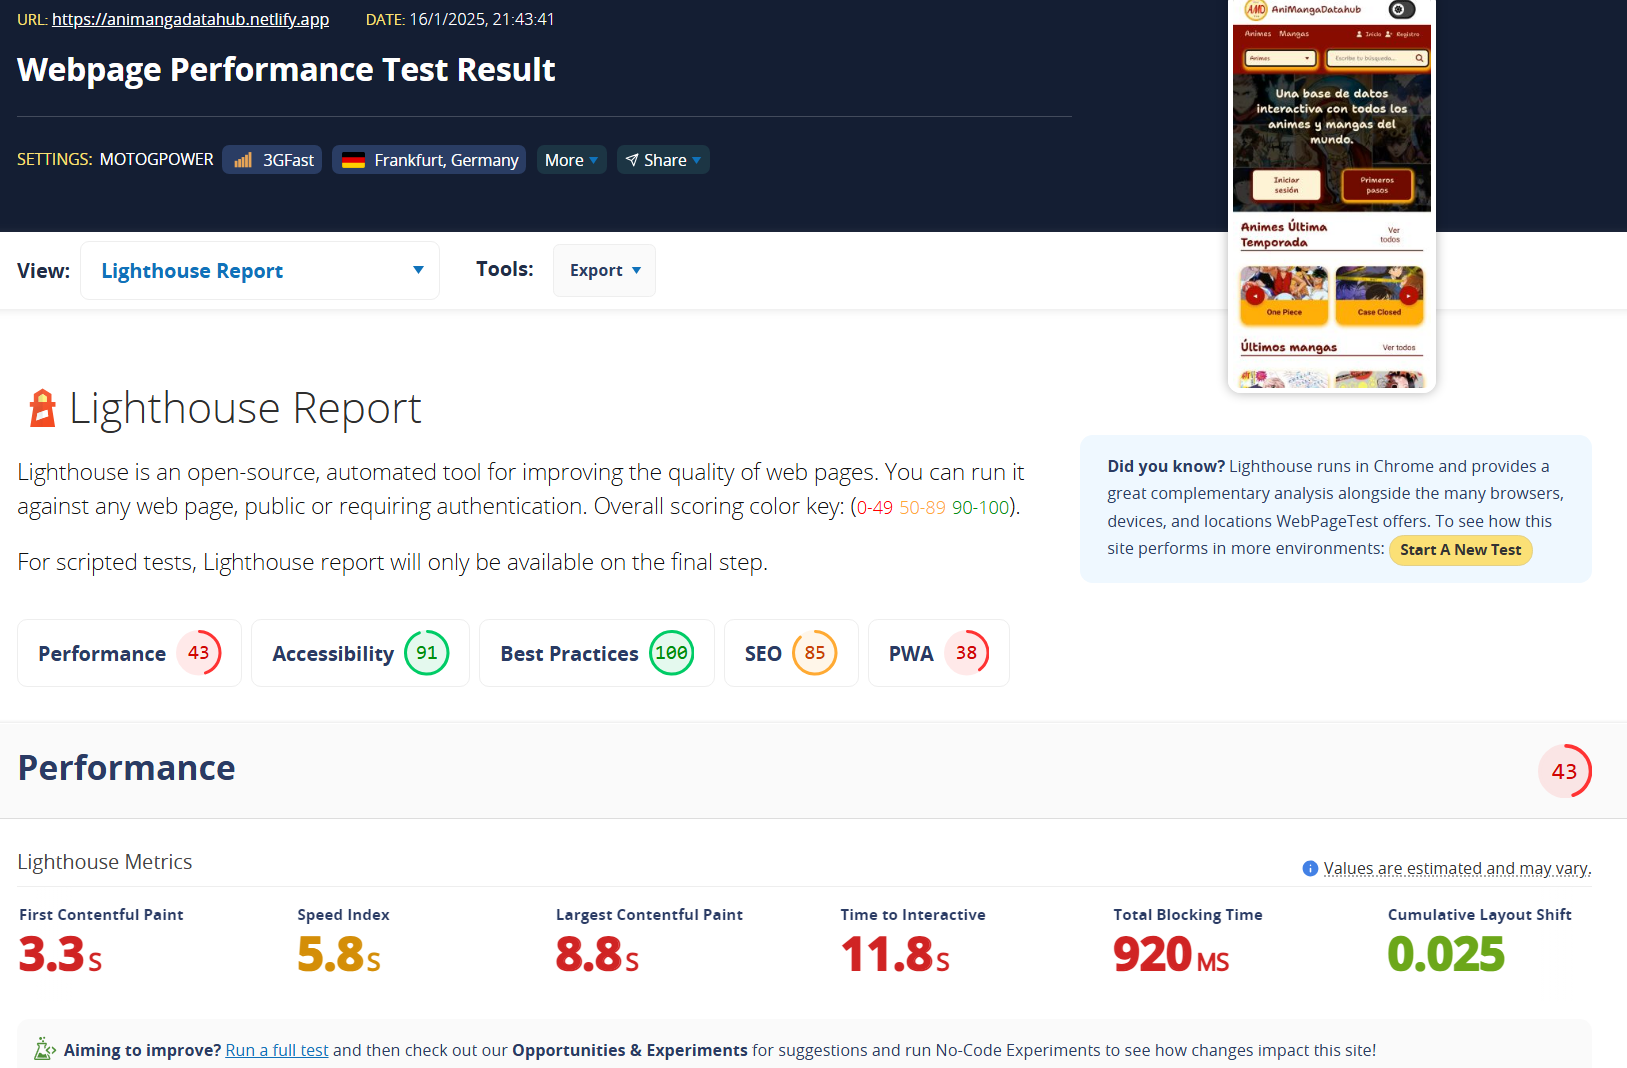 URL: https://animangadatahub.netlify.app DATE: 16/1/2025, 21:43:41
Webpage Performance Test Result
SETTINGS: MOTOGPOWER 3GFast Frankfurt, Germany More Share
AMD AniMangaDatahub
Animes Mangas Inicio Registro
Animes Escribe tu búsqueda...
Una base de datos
interactiva con todos los
animes y mangas del
mundo.
Iniciar
sesión
Primeros
pasos
Animes Última
Temporada
Ver
todos
One Piece Case Closed
Últimos mangas Ver todos
View: Lighthouse Report Tools: Export
Lighthouse Report
Lighthouse is an open-source, automated tool for improving the quality of web pages. You can run it
against any web page, public or requiring authentication. Overall scoring color key: (0-49 50-89 90-100).
For scripted tests, Lighthouse report will only be available on the final step.
Did you know? Lighthouse runs in Chrome and provides a
great complementary analysis alongside the many browsers,
devices, and locations WebPageTest offers. To see how this
site performs in more environments: Start A New Test
Performance 43 Accessibility 91 Best Practices 100 SEO 85 PWA 38
Performance 43
Lighthouse Metrics
Values are estimated and may vary.
First Contentful Paint
3.3 S
Speed Index
5.8 S
Largest Contentful Paint
8.8 S
Time to Interactive
11.8 S
Total Blocking Time
920 MS
Cumulative Layout Shift
0.025
Aiming to improve? Run a full test and then check out our Opportunities & Experiments for suggestions and run No-Code Experiments to see how changes impact this site!